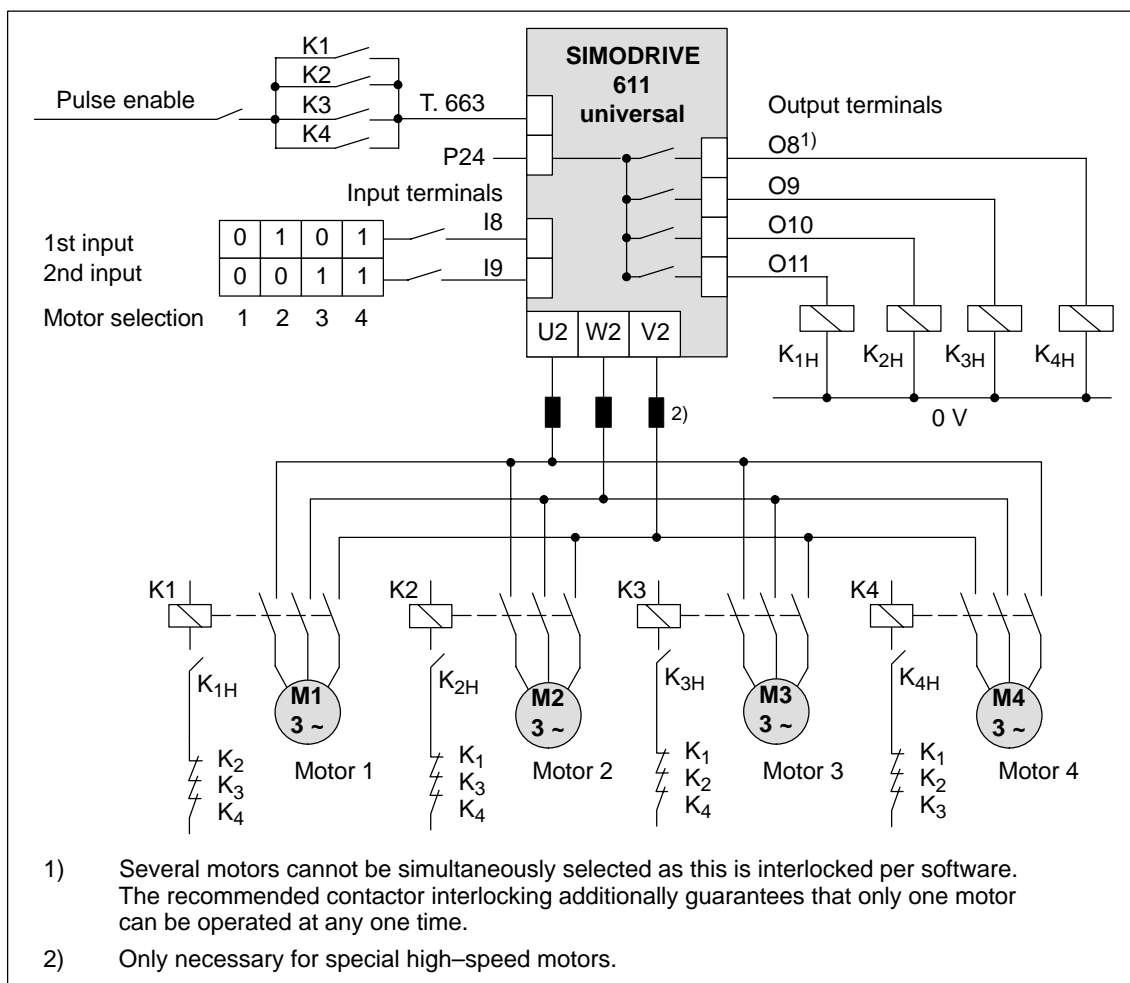 K1
K2
K3
K4
Pulse enable
T. 663
P24
SIMODRIVE
611
universal
Output terminals
O8 1)
O9
O10
O11
Input terminals
I8
I9
1st input 0 1 0 1
2nd input 0 0 1 1
Motor selection 1 2 3 4
U2 W2 V2
K1H K2H K3H K4H
0 V
2)
K1 K2 K3 K4
K1H K2H K3H K4H
M1
3 ~
M2
3 ~
M3
3 ~
M4
3 ~
K2
K3
K4
Motor 1
K1
K3
K4
Motor 2
K1
K2
K4
Motor 3
K1
K2
K3
Motor 4
1) Several motors cannot be simultaneously selected as this is interlocked per software.
The recommended contactor interlocking additionally guarantees that only one motor
can be operated at any one time.
2) Only necessary for special high–speed motors.